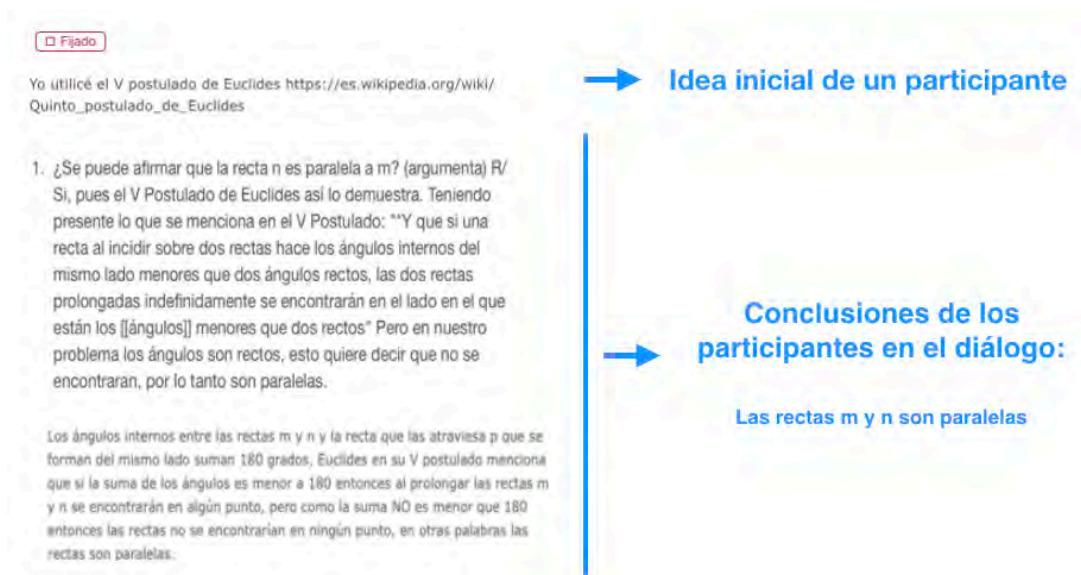 Fijado
Yo utilicé el V postulado de Euclides https://es.wikipedia.org/wiki/
Quinto_postulado_de_Euclides
Idea inicial de un participante
1. ¿Se puede afirmar que la recta n es paralela a m? (argumenta) R/
Si, pues el V Postulado de Euclides así lo demuestra. Teniendo
presente lo que se menciona en el V Postulado: "“Y que si una
recta al incidir sobre dos rectas hace los ángulos internos del
mismo lado menores que dos ángulos rectos, las dos rectas
prolongadas indefinidamente se encontrarán en el lado en el que
están los [[ángulos]] menores que dos rectos" Pero en nuestro
problema los ángulos son rectos, esto quiere decir que no se
encontraran, por lo tanto son paralelas.
Los ángulos internos entre las rectas m y n y la recta que las atraviesa p que se
forman del mismo lado suman 180 grados, Euclides en su V postulado menciona
que si la suma de los ángulos es menor a 180 entonces al prolongar las rectas m
y n se encontrarán en algún punto, pero como la suma NO es menor que 180
entonces las rectas no se encontrarían en ningún punto, en otras palabras las
rectas son paralelas.
Conclusiones de los
participantes en el diálogo:
Las rectas m y n son paralelas